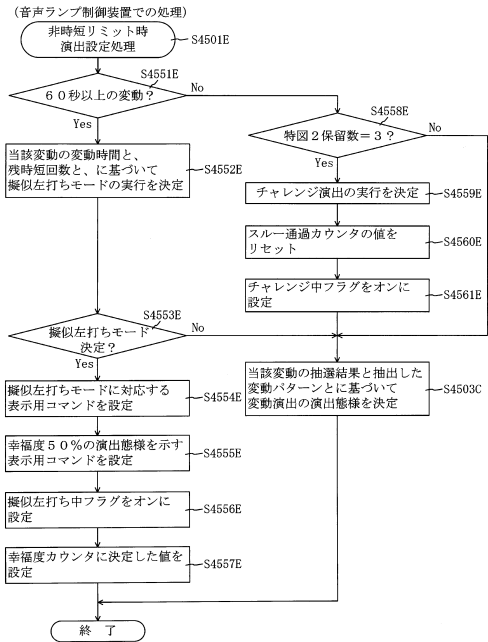 (音声ランプ制御装置での処理)
非時短リミット時
演出設定処理
S4501E
S4551E
60秒以上の変動?
No
Yes
S4558E
特図2保留数=3?
No
Yes
当該変動の変動時間と、
残時短回数と、に基づいて
擬似左打ちモードの実行を決定
S4552E
チャレンジ演出の実行を決定
S4559E
スルー通過カウンタの値を
リセット
S4560E
チャレンジ中フラグをオンに
設定
S4561E
S4553E
擬似左打ちモード
決定?
No
Yes
擬似左打ちモードに対応する
表示用コマンドを設定
S4554E
当該変動の抽選結果と抽出した
変動パターンとに基づいて
変動演出の演出態様を決定
S4503C
幸福度50%の演出態様を示す
表示用コマンドを設定
S4555E
擬似左打ち中フラグをオンに
設定
S4556E
幸福度カウンタに決定した値を
設定
S4557E
終了